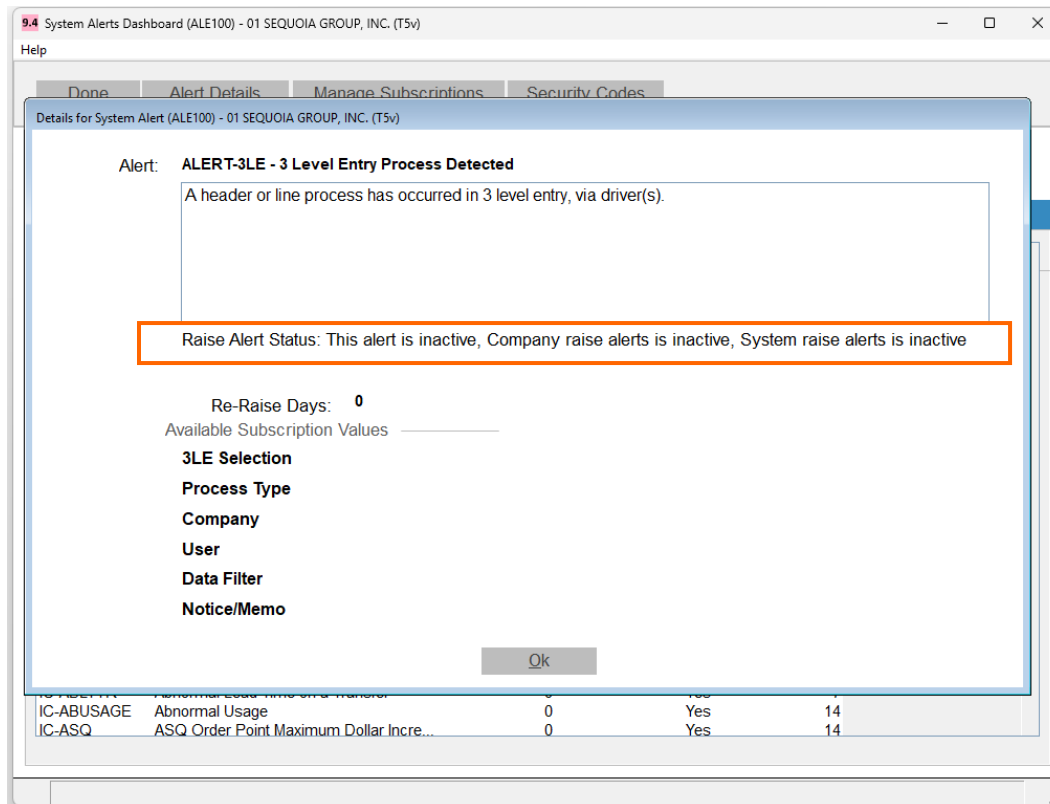 9.4 System Alerts Dashboard (ALE100) - 01 SEQUOIA GROUP, INC. (T5v)
Help
Done Alert Details Manage Subscriptions Security Codes
Details for System Alert (ALE100) - 01 SEQUOIA GROUP, INC. (T5v)
Alert: ALERT-3LE - 3 Level Entry Process Detected
A header or line process has occurred in 3 level entry, via driver(s).
Raise Alert Status: This alert is inactive, Company raise alerts is inactive, System raise alerts is inactive
Re-Raise Days: 0
Available Subscription Values
3LE Selection
Process Type
Company
User
Data Filter
Notice/Memo
Ok
IC-ABUSAGE Abnormal Usage 0 Yes 14
IC-ASQ ASQ Order Point Maximum Dollar Incre... 0 Yes 14